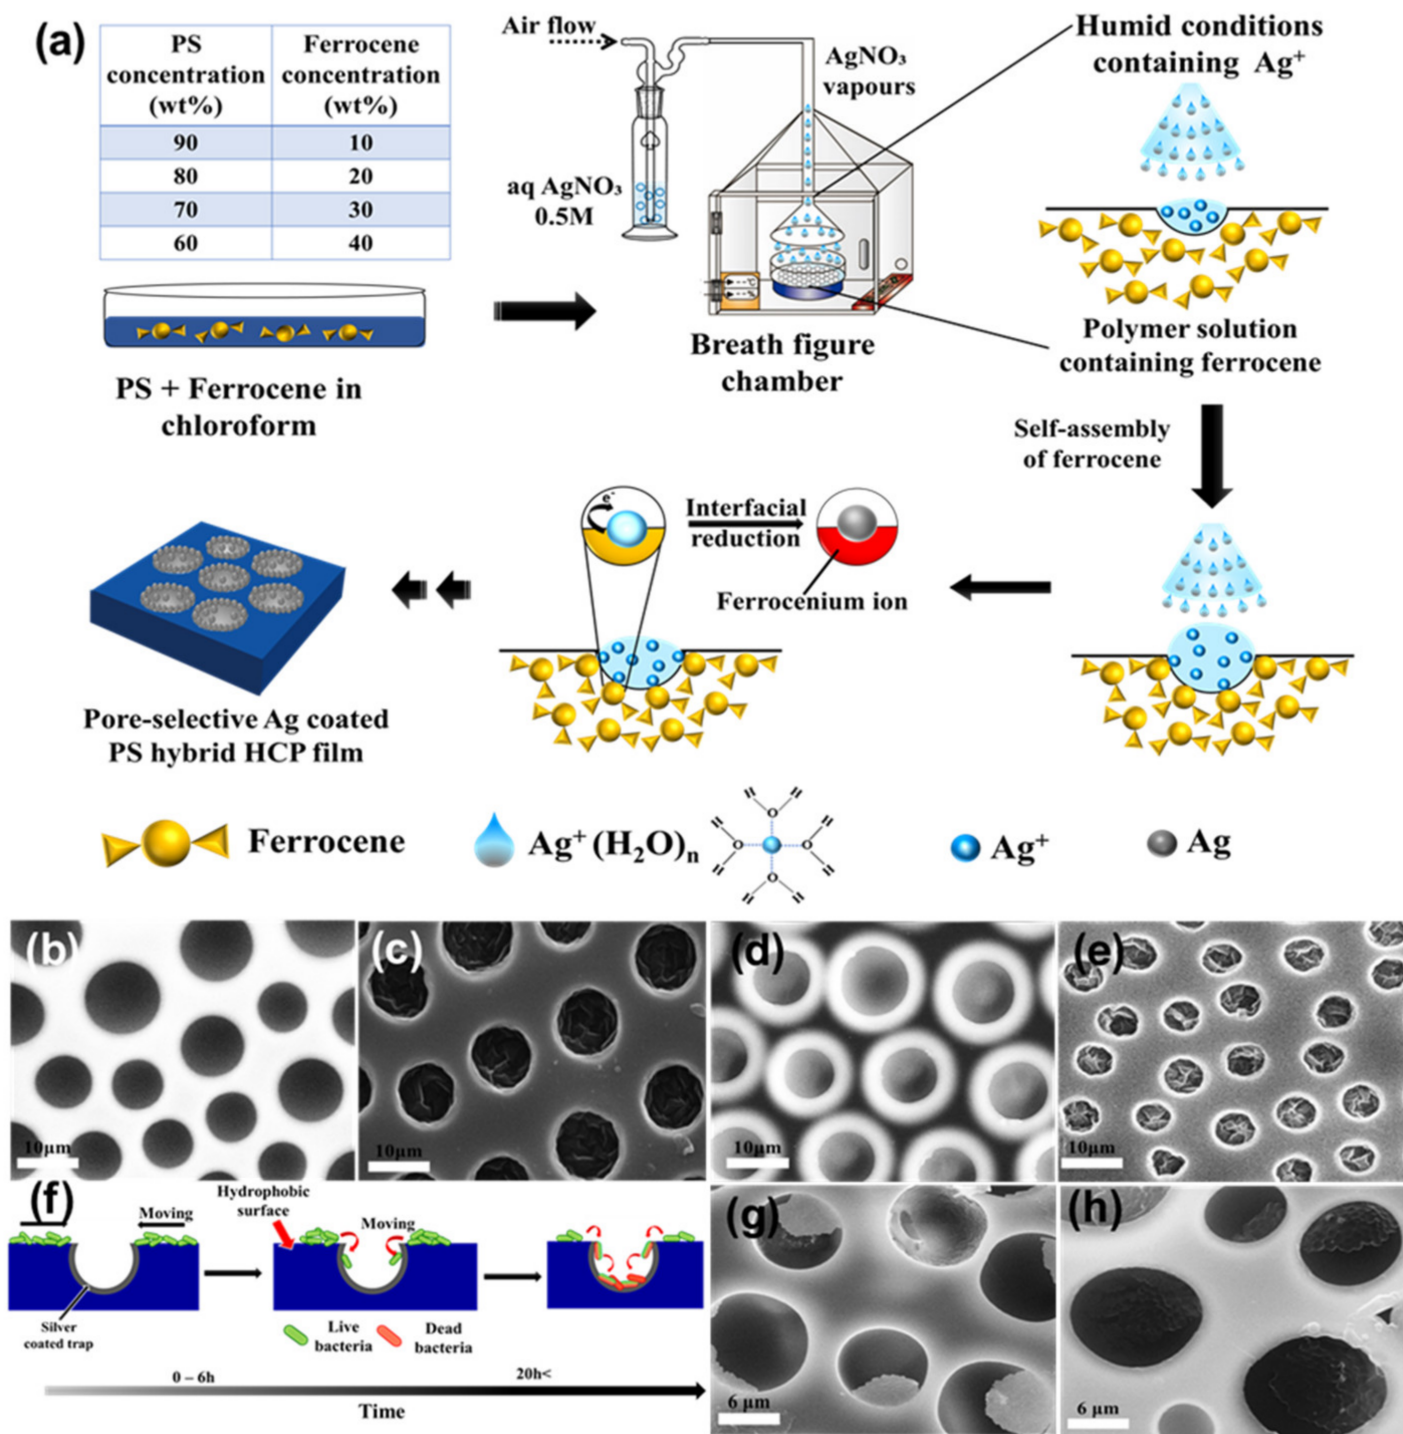 (a)
PS
concentration
(wt%)
Ferrocene
concentration
(wt%)
90 10
80 20
70 30
60 40
PS + Ferrocene in
chloroform
Air flow
aq AgNO₃
0.5M
AgNO₃
vapours
Breath figure
chamber
Humid conditions
containing Ag⁺
Polymer solution
containing ferrocene
Self-assembly
of ferrocene
e⁻
Interfacial
reduction
Ferrocenium ion
Pore-selective Ag coated
PS hybrid HCP film
Ferrocene
Ag⁺ (H₂O)ₙ
H H
O
H H
O O
H H
O
H H
Ag⁺
Ag
(b)
10µm
(c)
10µm
(d)
10µm
(e)
10µm
(f)
Moving
Silver
coated trap
Hydrophobic
surface
Moving
Live
bacteria
Dead
bacteria
0 – 6h
20h<
Time
(g)
6 µm
(h)
6 µm